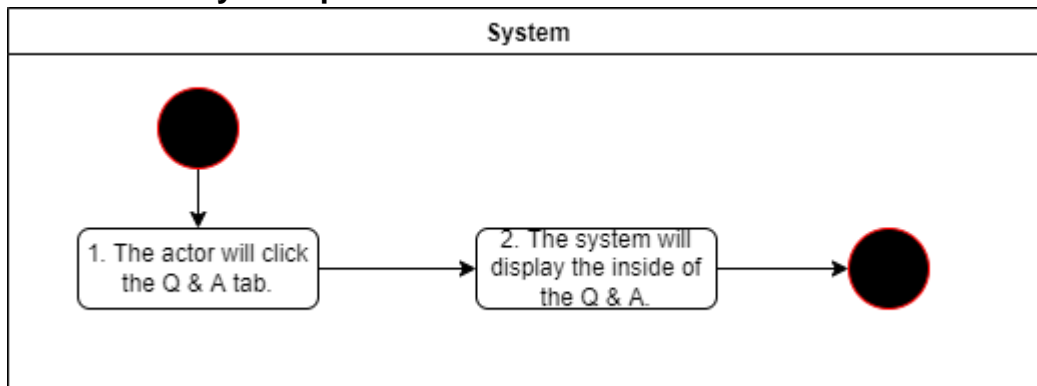 System
1. The actor will click
the Q & A tab.
2. The system will
display the inside of
the Q & A.